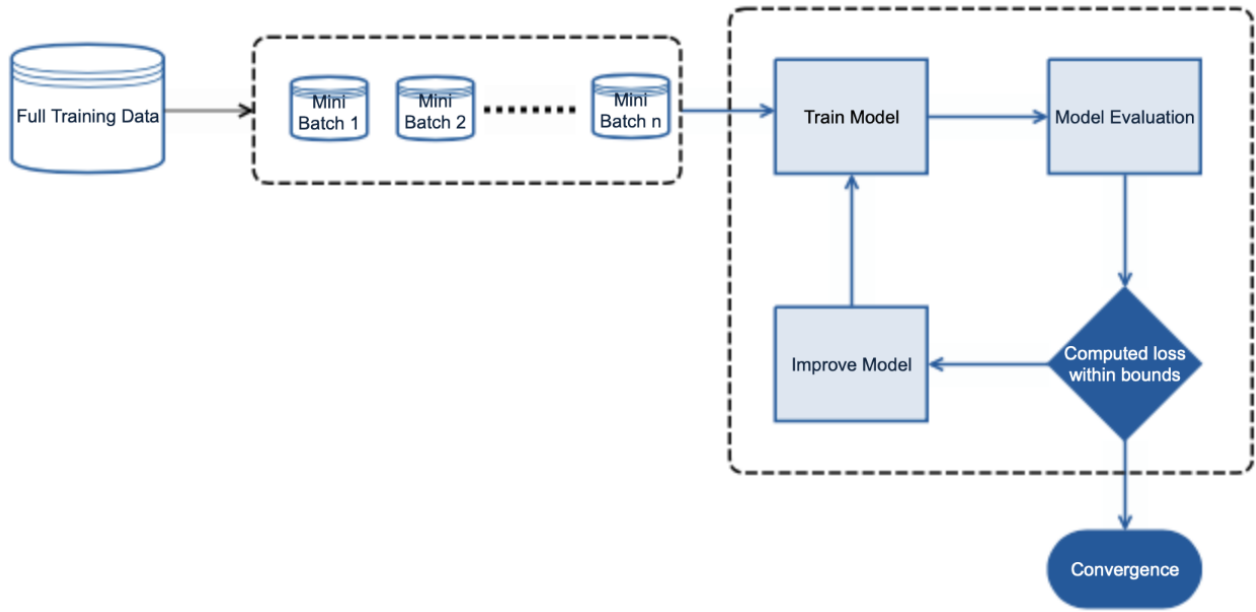 Full Training Data
Mini
Batch 1
Mini
Batch 2
Mini
Batch n
Train Model
Model Evaluation
Improve Model
Computed loss
within bounds
Convergence